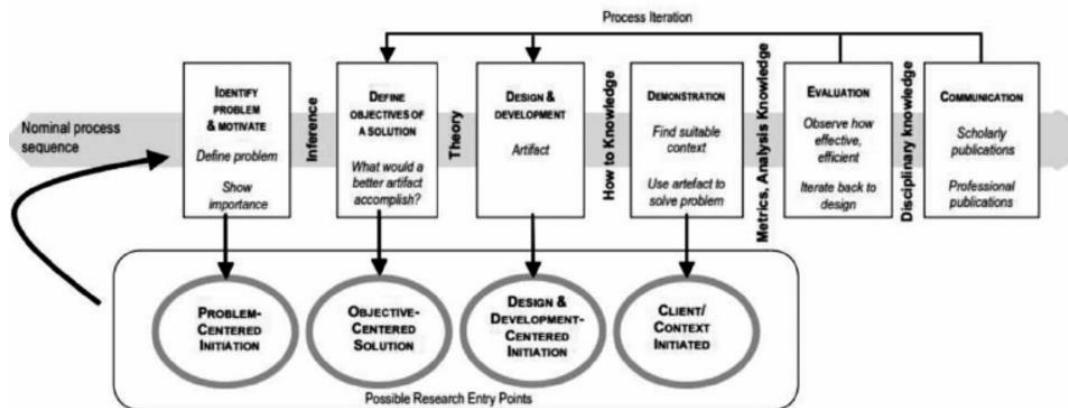 Process Iteration
Nominal process
sequence
IDENTIFY
PROBLEM
& MOTIVATE
Define problem
Show
importance
Inference
DEFINE
OBJECTIVES OF
A SOLUTION
What would a
better artifact
accomplish?
Theory
DESIGN &
DEVELOPMENT
Artifact
How to Knowledge
DEMONSTRATION
Find suitable
context
Use artefact to
solve problem
Metrics, Analysis Knowledge
EVALUATION
Observe how
effective,
efficient
Iterate back to
design
Disciplinary knowledge
COMMUNICATION
Scholarly
publications
Professional
publications
PROBLEM-
CENTERED
INITIATION
OBJECTIVE-
CENTERED
SOLUTION
DESIGN &
DEVELOPMENT-
CENTERED
INITIATION
CLIENT/
CONTEXT
INITIATED
Possible Research Entry Points